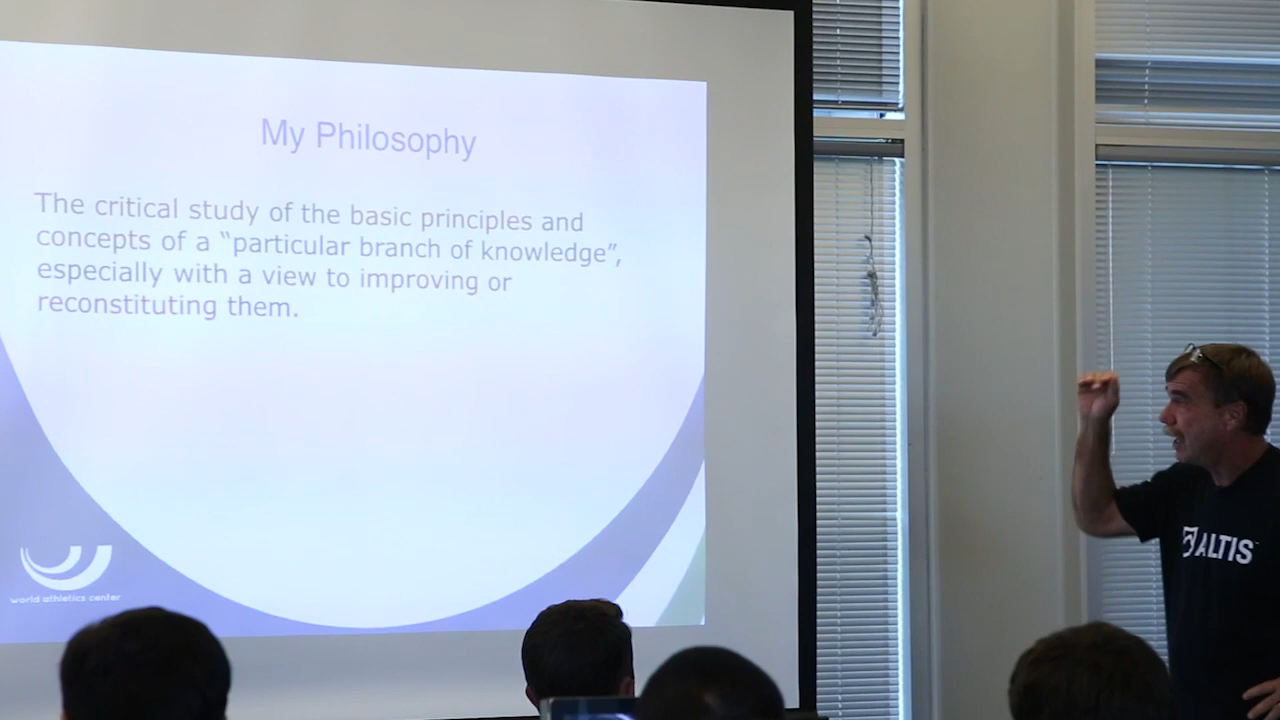 My Philosophy
The critical study of the basic principles and
concepts of a “particular branch of knowledge”,
especially with a view to improving or
reconstituting them.
world athletics center
ALTIS